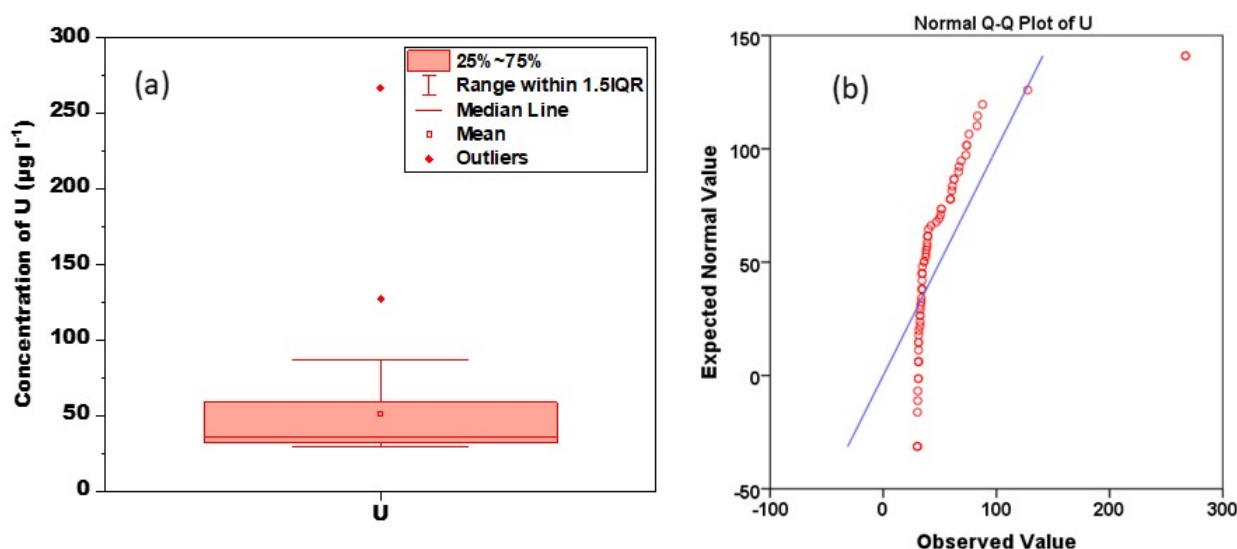 (a)
25%~75%
Range within 1.5IQR
Median Line
Mean
Outliers
Concentration of U (µg l⁻¹)
300
250
200
150
100
50
0
U
Normal Q-Q Plot of U
(b)
Expected Normal Value
150
100
50
0
-50
-100
0
100
200
300
Observed Value